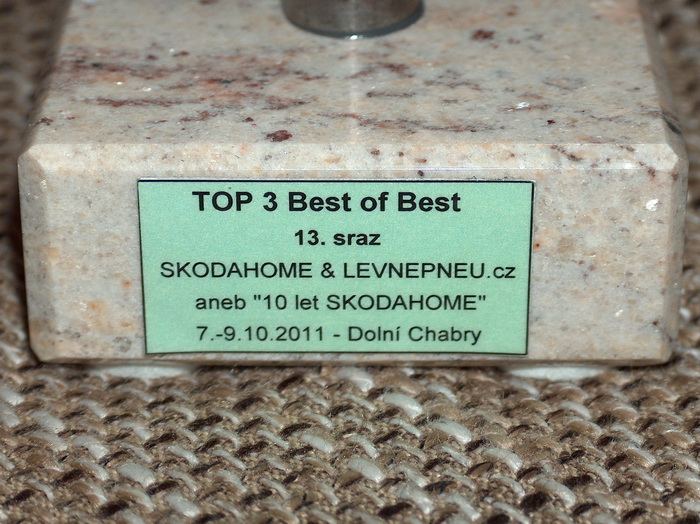 TOP 3 Best of Best
13. sraz
SKODAHOME & LEVNEPNEU.cz
aneb "10 let SKODAHOME"
7.-9.10.2011 - Dolní Chabry